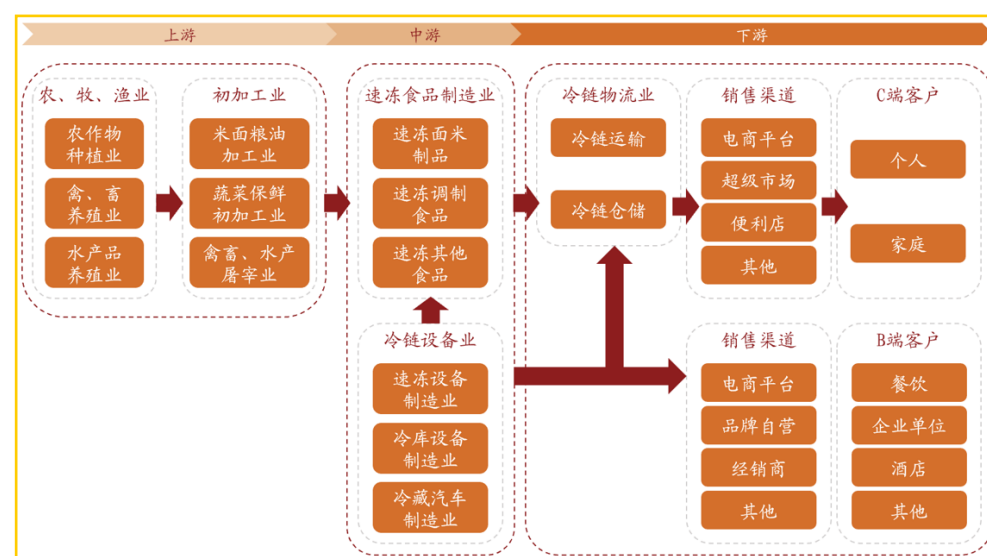 上游
中游
下游
农、牧、渔业
农作物
种植业
禽、畜
养殖业
水产品
养殖业
初加工业
米面粮油
加工业
蔬菜保鲜
初加工业
禽畜、水产
屠宰业
速冻食品制造业
速冻面米
制品
速冻调制
食品
速冻其他
食品
冷链设备业
速冻设备
制造业
冷库设备
制造业
冷藏汽车
制造业
冷链物流业
冷链运输
冷链仓储
销售渠道
电商平台
超级市场
便利店
其他
C端客户
个人
家庭
销售渠道
电商平台
品牌自营
经销商
其他
B端客户
餐饮
企业单位
酒店
其他